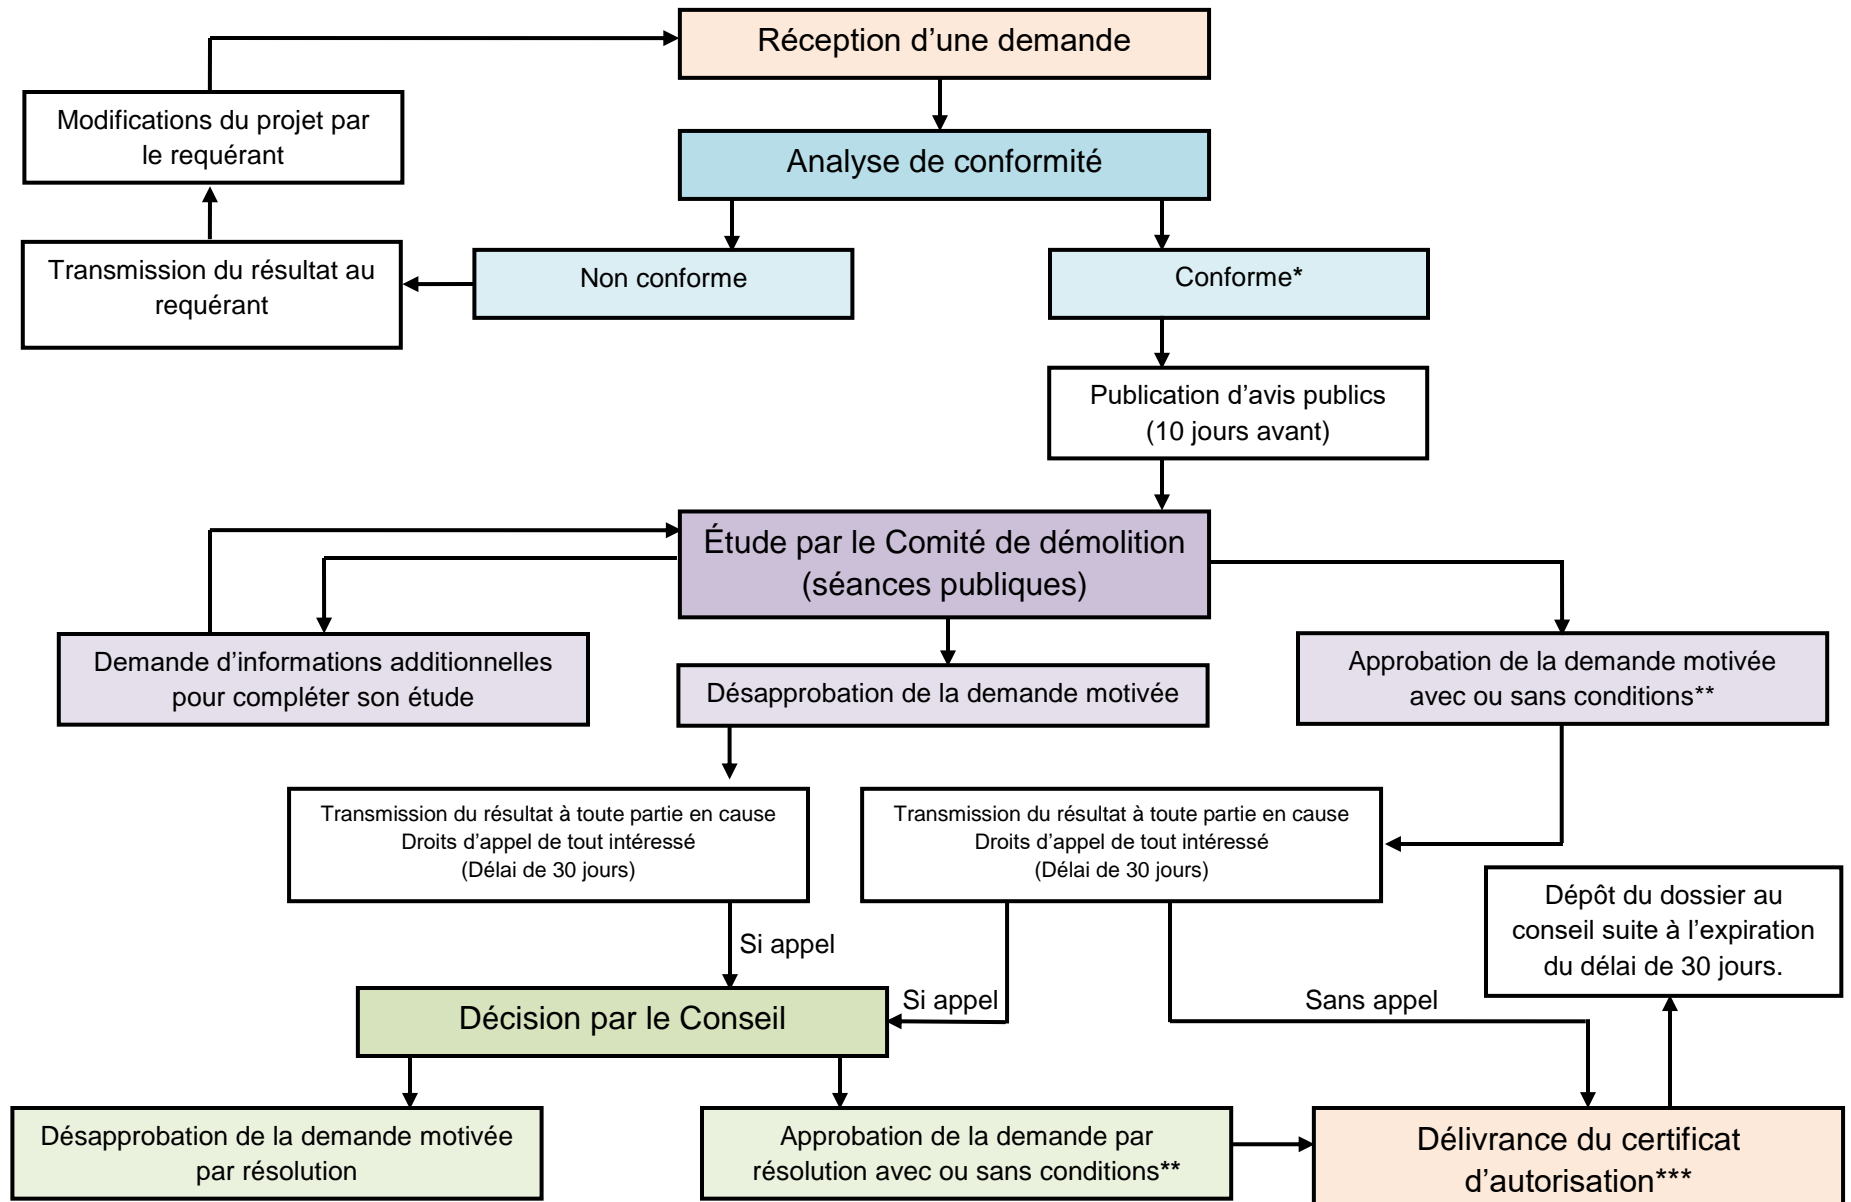 Réception d’une demande
Modifications du projet par
le requérant
Analyse de conformité
Transmission du résultat au
requérant
Non conforme
Conforme*
Publication d’avis publics
(10 jours avant)
Étude par le Comité de démolition
(séances publiques)
Demande d’informations additionnelles
pour compléter son étude
Désapprobation de la demande motivée
Approbation de la demande motivée
avec ou sans conditions**
Transmission du résultat à toute partie en cause
Droits d’appel de tout intéressé
(Délai de 30 jours)
Transmission du résultat à toute partie en cause
Droits d’appel de tout intéressé
(Délai de 30 jours)
Dépôt du dossier au
conseil suite à l’expiration
du délai de 30 jours.
Si appel
Si appel
Sans appel
Décision par le Conseil
Désapprobation de la demande motivée
par résolution
Approbation de la demande par
résolution avec ou sans conditions**
Délivrance du certificat
d’autorisation***